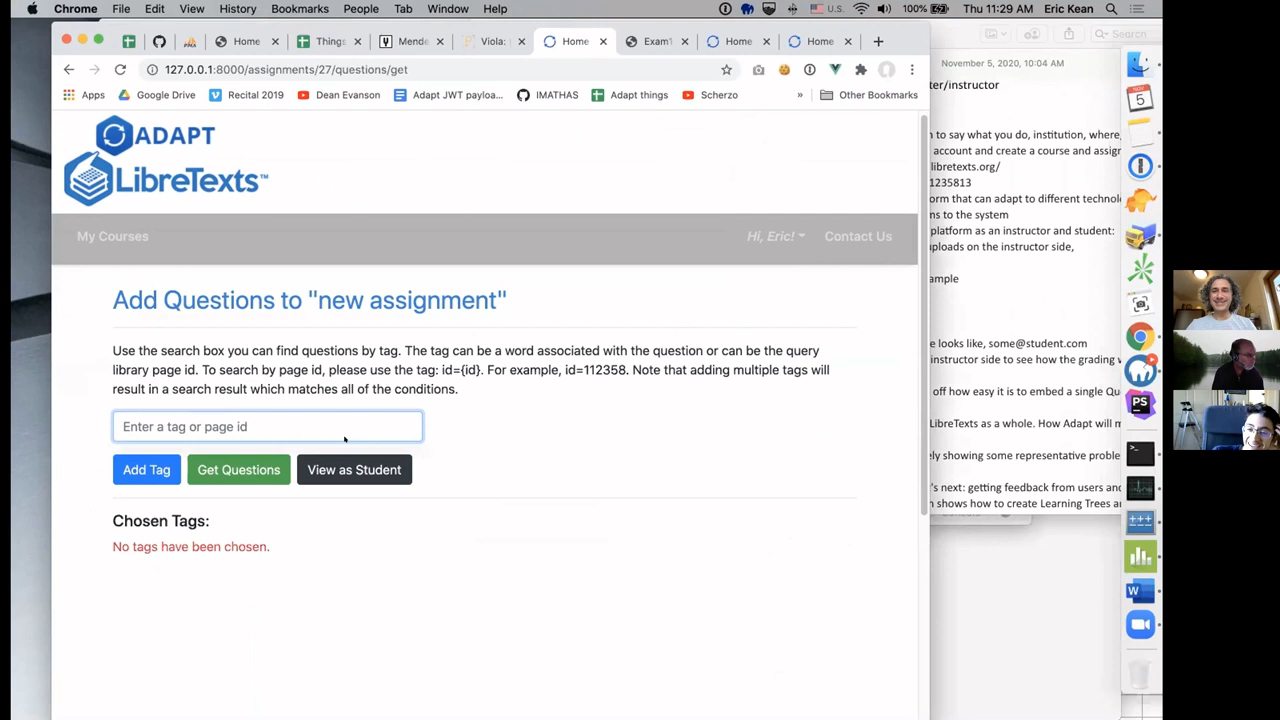 Chrome File Edit View History Bookmarks People Tab Window Help U.S. 100% Thu 11:29 AM Eric Kean
Home Things Mende Viola: Home Exam1 Home Home
127.0.0.1:8000/assignments/27/questions/get
Apps Google Drive Recital 2019 Dean Evanson Adapt JWT payloa... IMATHAS Adapt things Scherzo » Other Bookmarks
ADAPT
LibreTexts™
My Courses Hi, Eric! Contact Us
Add Questions to "new assignment"
Use the search box you can find questions by tag. The tag can be a word associated with the question or can be the query
library page id. To search by page id, please use the tag: id={id}. For example, id=112358. Note that adding multiple tags will
result in a search result which matches all of the conditions.
Enter a tag or page id
Add Tag Get Questions View as Student
Chosen Tags:
No tags have been chosen.
Search
November 5, 2020, 10:04 AM
ter/instructor
n to say what you do, institution, where,
account and create a course and assig
libretexts.org/
1235813
form that can adapt to different technol
ms to the system
platform as an instructor and student:
uploads on the instructor side,
ample
e looks like, some@student.com
instructor side to see how the grading w
off how easy it is to embed a single Qu
LibreTexts as a whole. How Adapt will m
ely showing some representative proble
's next: getting feedback from users and
n shows how to create Learning Trees a
NOV
5
PS
W